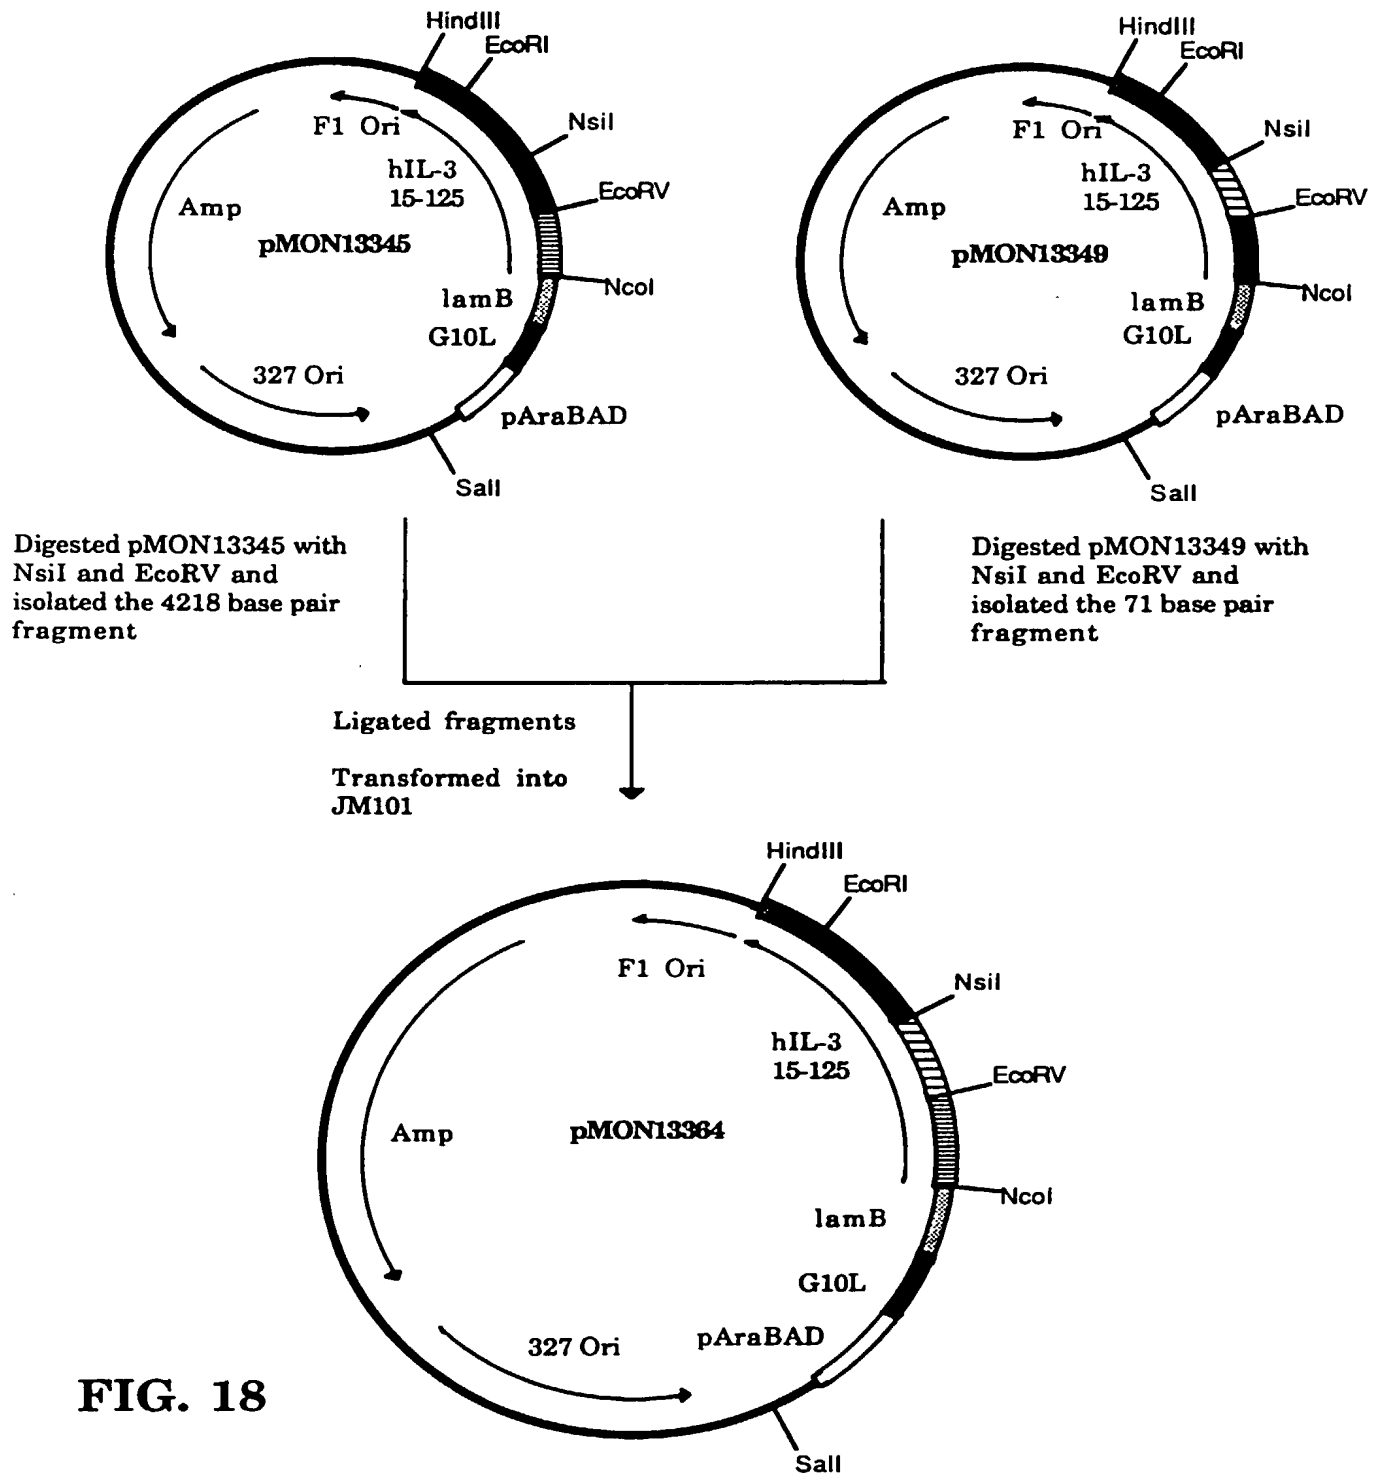 HindIII
EcoRI
NsiI
EcoRV
NcoI
F1 Ori
hIL-3
15-125
Amp
pMON13345
lamB
G10L
327 Ori
pAraBAD
SalI
HindIII
EcoRI
NsiI
EcoRV
NcoI
F1 Ori
hIL-3
15-125
Amp
pMON13349
lamB
G10L
327 Ori
pAraBAD
SalI
Digested pMON13345 with
NsiI and EcoRV and
isolated the 4218 base pair
fragment
Digested pMON13349 with
NsiI and EcoRV and
isolated the 71 base pair
fragment
Ligated fragments
Transformed into
JM101
HindIII
EcoRI
F1 Ori
NsiI
hIL-3
15-125
EcoRV
Amp
pMON13364
NcoI
lamB
G10L
pAraBAD
327 Ori
SalI
FIG. 18